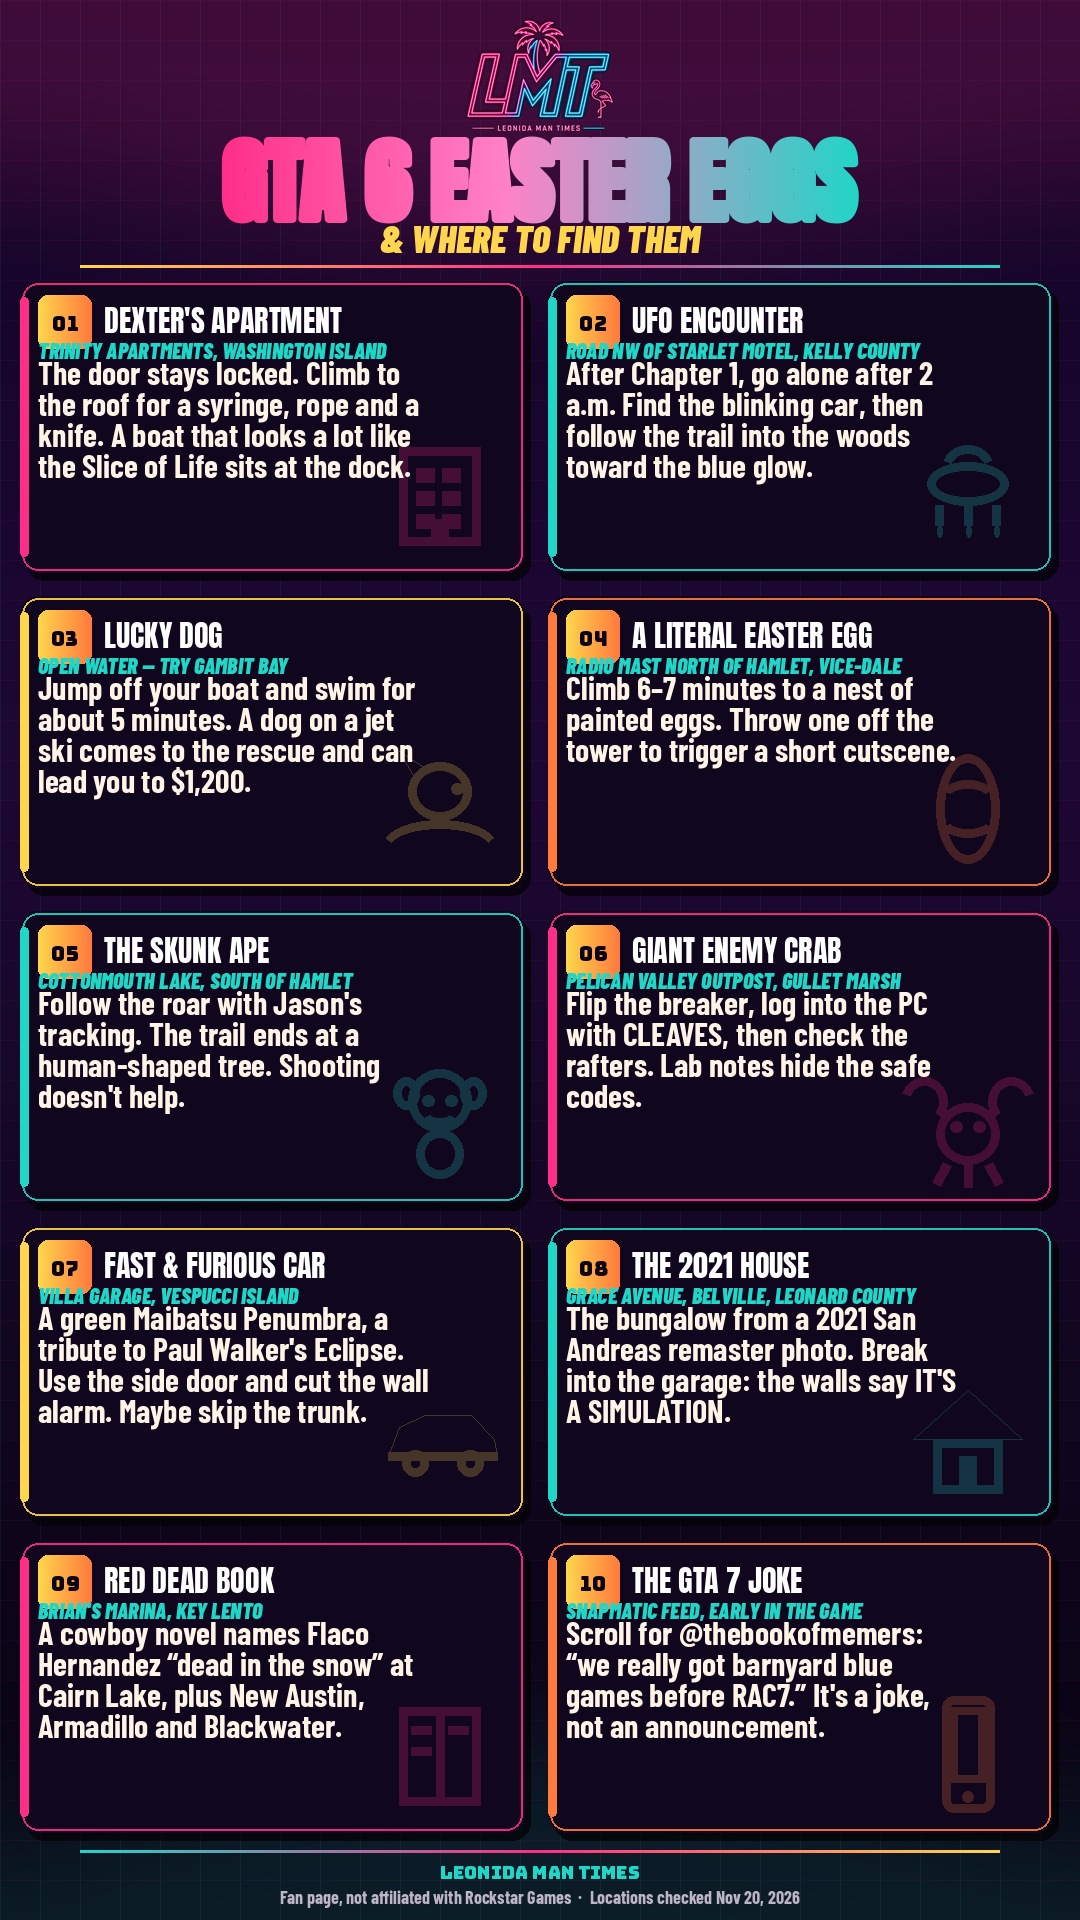 LMT
LEONIDA MAN TIMES
GTA 6 EASTER EGGS
& WHERE TO FIND THEM
01 DEXTER'S APARTMENT
TRINITY APARTMENTS, WASHINGTON ISLAND
The door stays locked. Climb to
the roof for a syringe, rope and a
knife. A boat that looks a lot like
the Slice of Life sits at the dock.
02 UFO ENCOUNTER
ROAD NW OF STARLET MOTEL, KELLY COUNTY
After Chapter 1, go alone after 2
a.m. Find the blinking car, then
follow the trail into the woods
toward the blue glow.
03 LUCKY DOG
OPEN WATER – TRY GAMBIT BAY
Jump off your boat and swim for
about 5 minutes. A dog on a jet
ski comes to the rescue and can
lead you to $1,200.
04 A LITERAL EASTER EGG
RADIO MAST NORTH OF HAMLET, VICE-DALE
Climb 6–7 minutes to a nest of
painted eggs. Throw one off the
tower to trigger a short cutscene.
05 THE SKUNK APE
COTTONMOUTH LAKE, SOUTH OF HAMLET
Follow the roar with Jason's
tracking. The trail ends at a
human-shaped tree. Shooting
doesn't help.
06 GIANT ENEMY CRAB
PELICAN VALLEY OUTPOST, GULLET MARSH
Flip the breaker, log into the PC
with CLEAVES, then check the
rafters. Lab notes hide the safe
codes.
07 FAST & FURIOUS CAR
VILLA GARAGE, VESPUCCI ISLAND
A green Maibatsu Penumbra, a
tribute to Paul Walker's Eclipse.
Use the side door and cut the wall
alarm. Maybe skip the trunk.
08 THE 2021 HOUSE
GRACE AVENUE, BELVILLE, LEONARD COUNTY
The bungalow from a 2021 San
Andreas remaster photo. Break
into the garage: the walls say IT'S
A SIMULATION.
09 RED DEAD BOOK
BRIAN'S MARINA, KEY LENTO
A cowboy novel names Flaco
Hernandez “dead in the snow” at
Cairn Lake, plus New Austin,
Armadillo and Blackwater.
10 THE GTA 7 JOKE
SNAPMATIC FEED, EARLY IN THE GAME
Scroll for @thebookofmemers:
“we really got barnyard blue
games before RAC7.” It's a joke,
not an announcement.
LEONIDA MAN TIMES
Fan page, not affiliated with Rockstar Games · Locations checked Nov 20, 2026